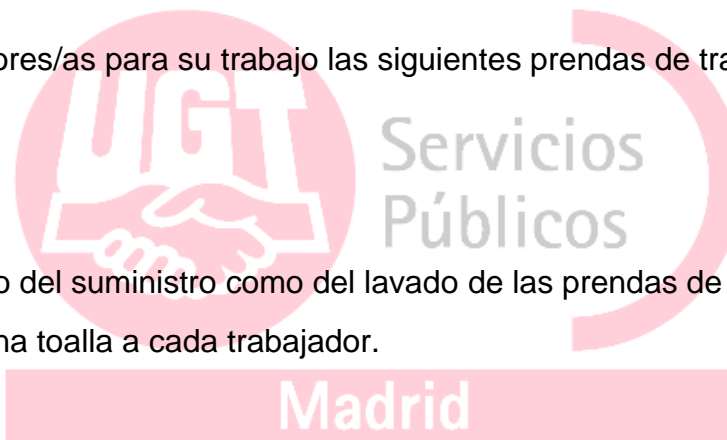 ores/as para su trabajo las siguientes prendas de tra
UGT
Servicios
Públicos
o del suministro como del lavado de las prendas de
na toalla a cada trabajador.
Madrid